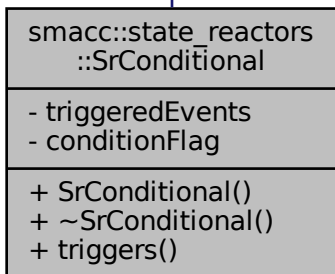 smacc::state_reactors
::SrConditional
- triggeredEvents
- conditionFlag
+ SrConditional()
+ ~SrConditional()
+ triggers()